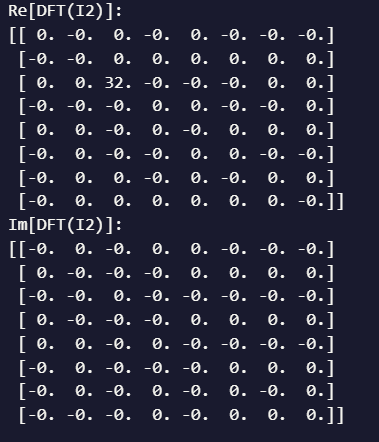 Re[DFT(I2)]:
[[ 0. -0.  0. -0.  0. -0. -0. -0.]
 [-0. -0.  0.  0.  0. -0.  0.  0.]
 [ 0.  0. 32. -0. -0. -0.  0.  0.]
 [-0. -0. -0.  0.  0. -0. -0.  0.]
 [ 0.  0. -0.  0. -0.  0.  0.  0.]
 [-0.  0. -0. -0.  0.  0. -0. -0.]
 [-0.  0.  0. -0.  0. -0.  0.  0.]
 [-0.  0.  0.  0.  0.  0.  0. -0.]]
Im[DFT(I2)]:
[[-0. -0. -0.  0.  0. -0. -0. -0.]
 [ 0. -0. -0. -0.  0. -0.  0.  0.]
 [-0. -0.  0. -0.  0. -0. -0. -0.]
 [ 0. -0. -0. -0.  0.  0.  0.  0.]
 [ 0. -0. -0.  0. -0. -0. -0. -0.]
 [-0.  0. -0. -0. -0. -0.  0.  0.]
 [-0.  0. -0. -0.  0. -0.  0.  0.]
 [-0. -0. -0.  0. -0.  0.  0.  0.]]